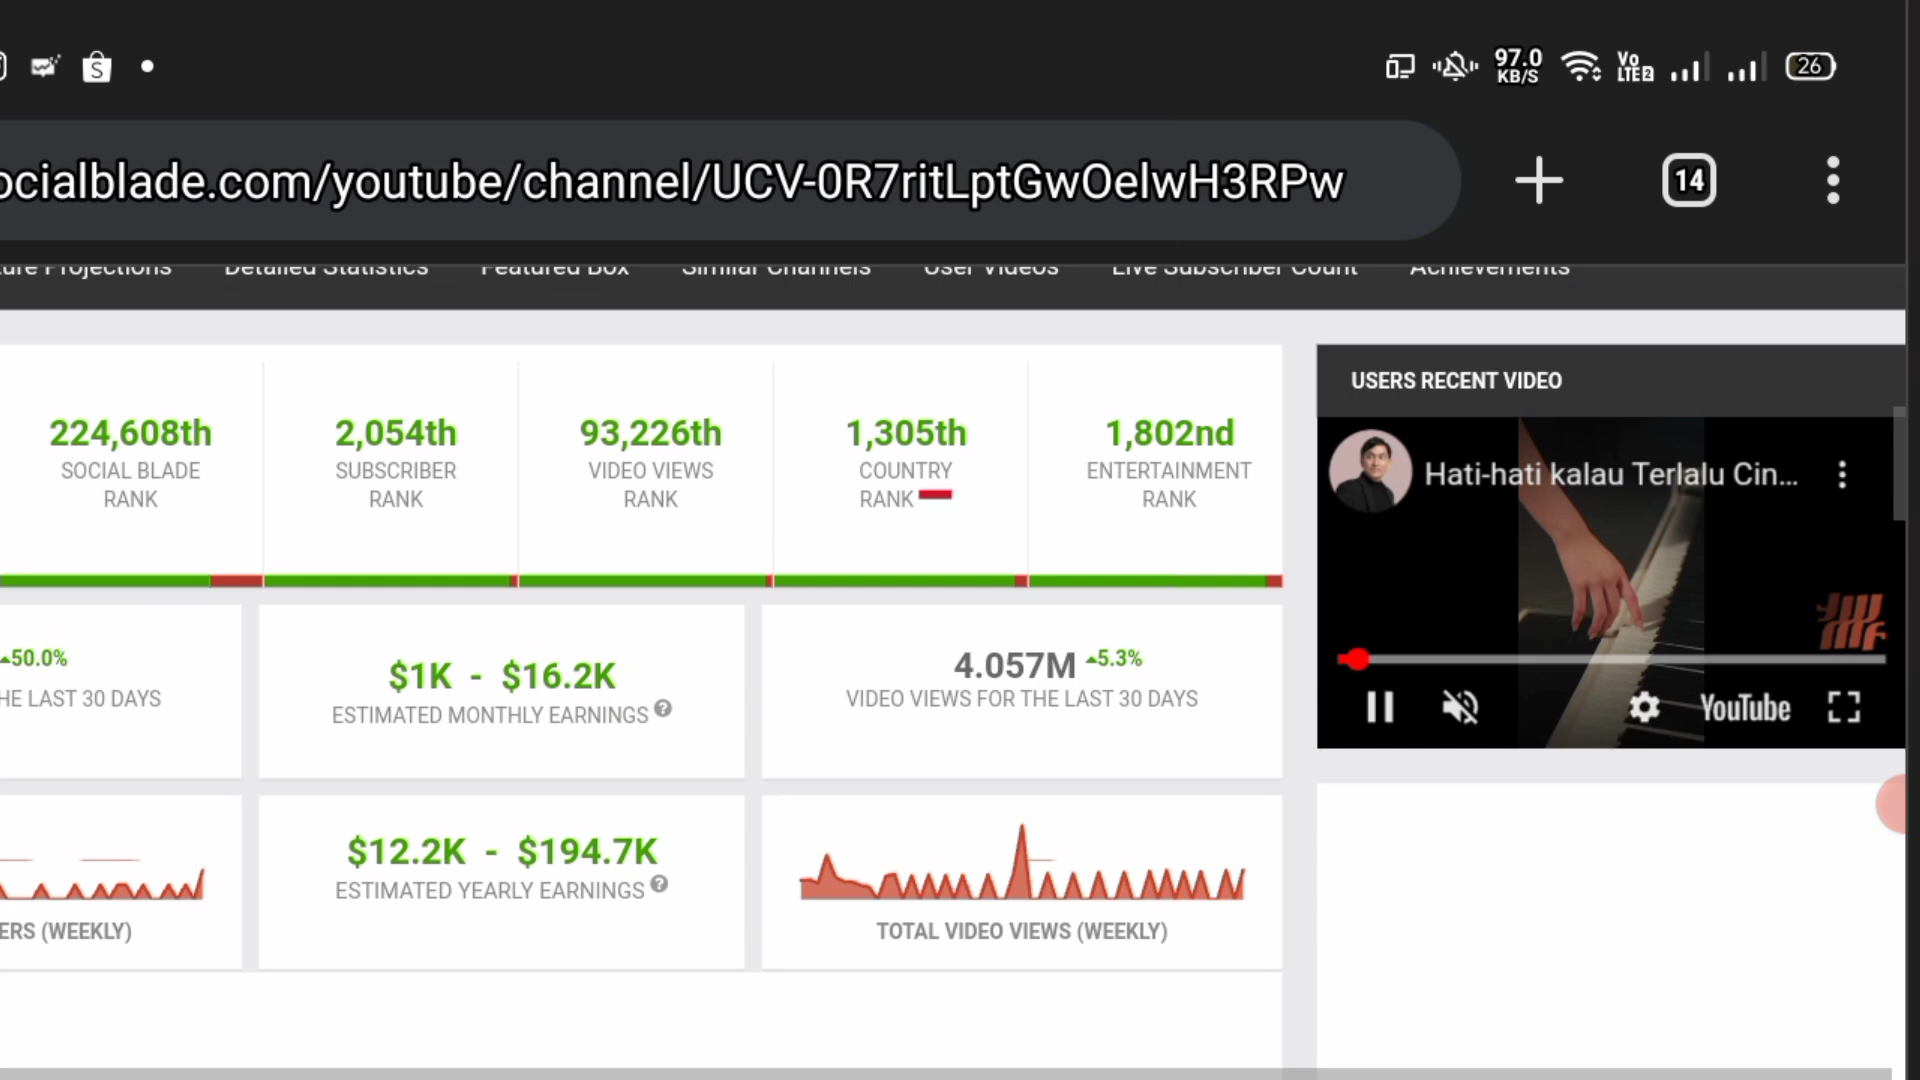 97.0
KB/S
Vo
LTE2
26
ocialblade.com/youtube/channel/UCV-0R7ritLptGwOelwH3RPw
14
ure Projections Detailed Statistics Featured Box Similar Channels User Videos Live Subscriber Count Achievements
224,608th
SOCIAL BLADE
RANK
2,054th
SUBSCRIBER
RANK
93,226th
VIDEO VIEWS
RANK
1,305th
COUNTRY
RANK
1,802nd
ENTERTAINMENT
RANK
USERS RECENT VIDEO
Hati-hati kalau Terlalu Cin...
YouTube
50.0%
HE LAST 30 DAYS
$1K - $16.2K
ESTIMATED MONTHLY EARNINGS ?
4.057M 5.3%
VIDEO VIEWS FOR THE LAST 30 DAYS
ERS (WEEKLY)
$12.2K - $194.7K
ESTIMATED YEARLY EARNINGS ?
TOTAL VIDEO VIEWS (WEEKLY)